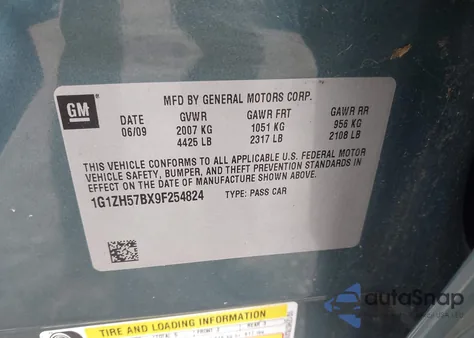 GM
MFD BY GENERAL MOTORS CORP.
DATE GVWR GAWR FRT GAWR RR
06/09 2007 KG 1051 KG 956 KG
4425 LB 2317 LB 2108 LB
THIS VEHICLE CONFORMS TO ALL APPLICABLE U.S. FEDERAL MOTOR
VEHICLE SAFETY, BUMPER, AND THEFT PREVENTION STANDARDS IN
EFFECT ON THE DATE OF MANUFACTURE SHOWN ABOVE.
1G1ZH57BX9F254824 TYPE: PASS CAR
autoSnap
TIRE AND LOADING INFORMATION